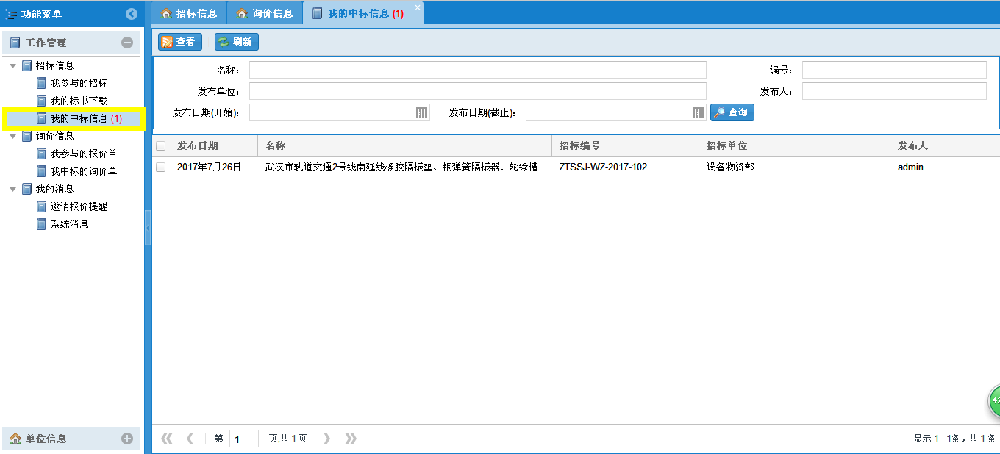 功能菜单
招标信息 询价信息 我的中标信息 (1)
工作管理
查看 刷新
招标信息
我参与的招标
我的标书下载
我的中标信息 (1)
询价信息
我参与的报价单
我中标的询价单
我的消息
邀请报价提醒
系统消息
单位信息
名称: 编号:
发布单位: 发布人:
发布日期(开始): 发布日期(截止): 查询
发布日期 名称 招标编号 招标单位 发布人
2017年7月26日 武汉市轨道交通2号线南延线橡胶隔振垫、钢弹簧隔振器、轮缘槽... ZTSSJ-WZ-2017-102 设备物资部 admin
第 1 页,共 1 页
显示 1 - 1条，共 1 条
42